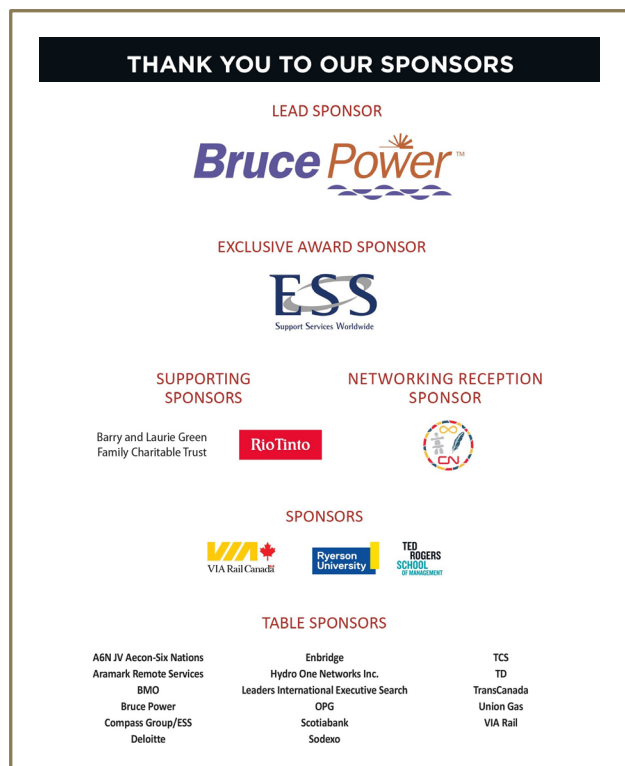 THANK YOU TO OUR SPONSORS
LEAD SPONSOR
Bruce Power™
EXCLUSIVE AWARD SPONSOR
ESS
Support Services Worldwide
SUPPORTING
SPONSORS
Barry and Laurie Green
Family Charitable Trust
RioTinto
NETWORKING RECEPTION
SPONSOR
CN
SPONSORS
VIA
VIA Rail Canada
Ryerson
University
TED
ROGERS
SCHOOL
OF MANAGEMENT
TABLE SPONSORS
A6N JV Aecon-Six Nations
Aramark Remote Services
BMO
Bruce Power
Compass Group/ESS
Deloitte
Enbridge
Hydro One Networks Inc.
Leaders International Executive Search
OPG
Scotiabank
Sodexo
TCS
TD
TransCanada
Union Gas
VIA Rail